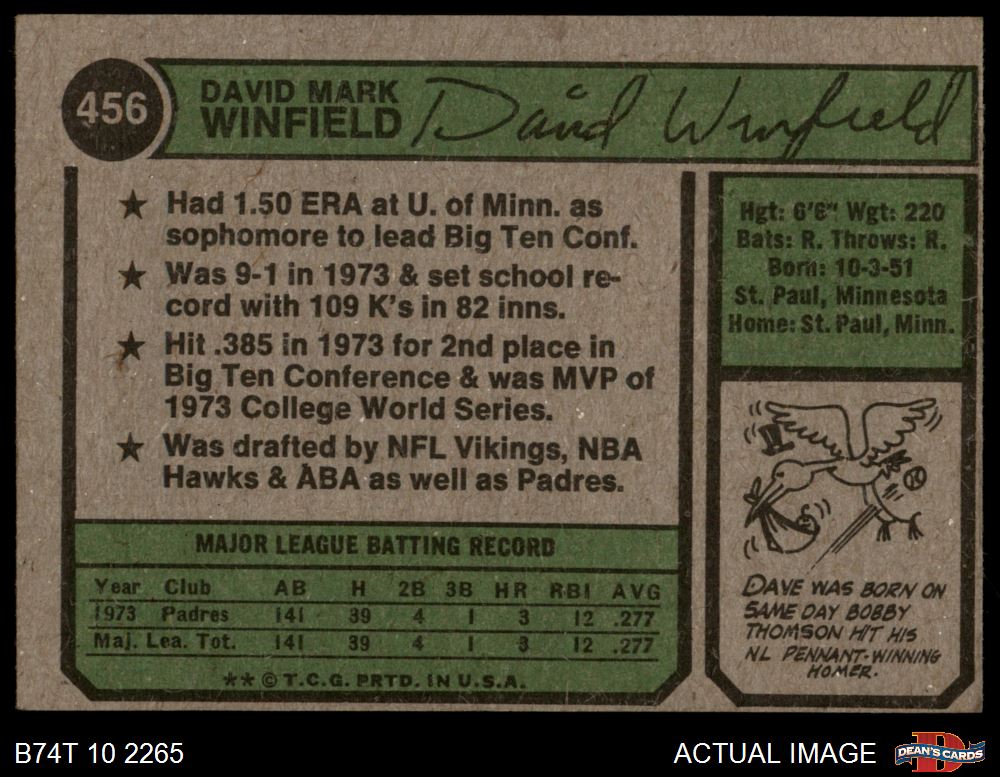 456
DAVID MARK
WINFIELD
David Winfield
★ Had 1.50 ERA at U. of Minn. as
sophomore to lead Big Ten Conf.
★ Was 9-1 in 1973 & set school re-
cord with 109 K's in 82 inns.
★ Hit .385 in 1973 for 2nd place in
Big Ten Conference & was MVP of
1973 College World Series.
★ Was drafted by NFL Vikings, NBA
Hawks & ABA as well as Padres.
Hgt: 6'6" Wgt: 220
Bats: R. Throws: R.
Born: 10-3-51
St. Paul, Minnesota
Home: St. Paul, Minn.
DAVE WAS BORN ON
SAME DAY BOBBY
THOMSON HIT HIS
NL PENNANT-WINNING
HOMER.
MAJOR LEAGUE BATTING RECORD
Year Club AB H 2B 3B HR RBI AVG
1973 Padres 141 39 4 1 3 12 .277
Maj. Lea. Tot. 141 39 4 1 3 12 .277
★★ © T.C.G. PRTD. IN U.S.A.
B74T 10 2265
ACTUAL IMAGE
DEAN'S CARDS